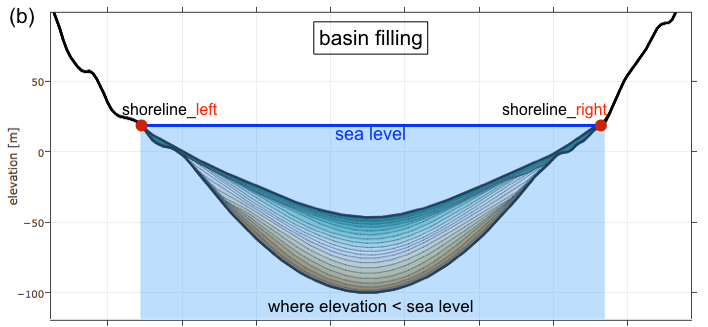 (b)
basin filling
50
shoreline_left
shoreline_right
sea level
elevation [m]
0
−50
−100
where elevation < sea level